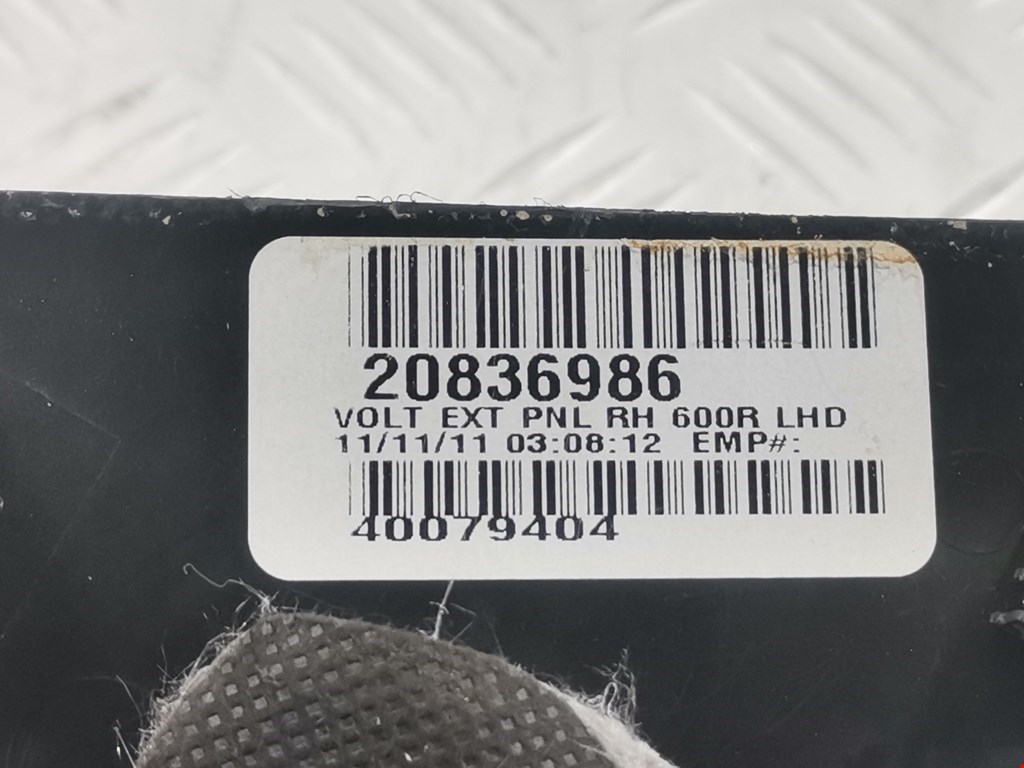 20836986
VOLT EXT PNL RH 600R LHD
11/11/11 03:08:12 EMP#:
40079404